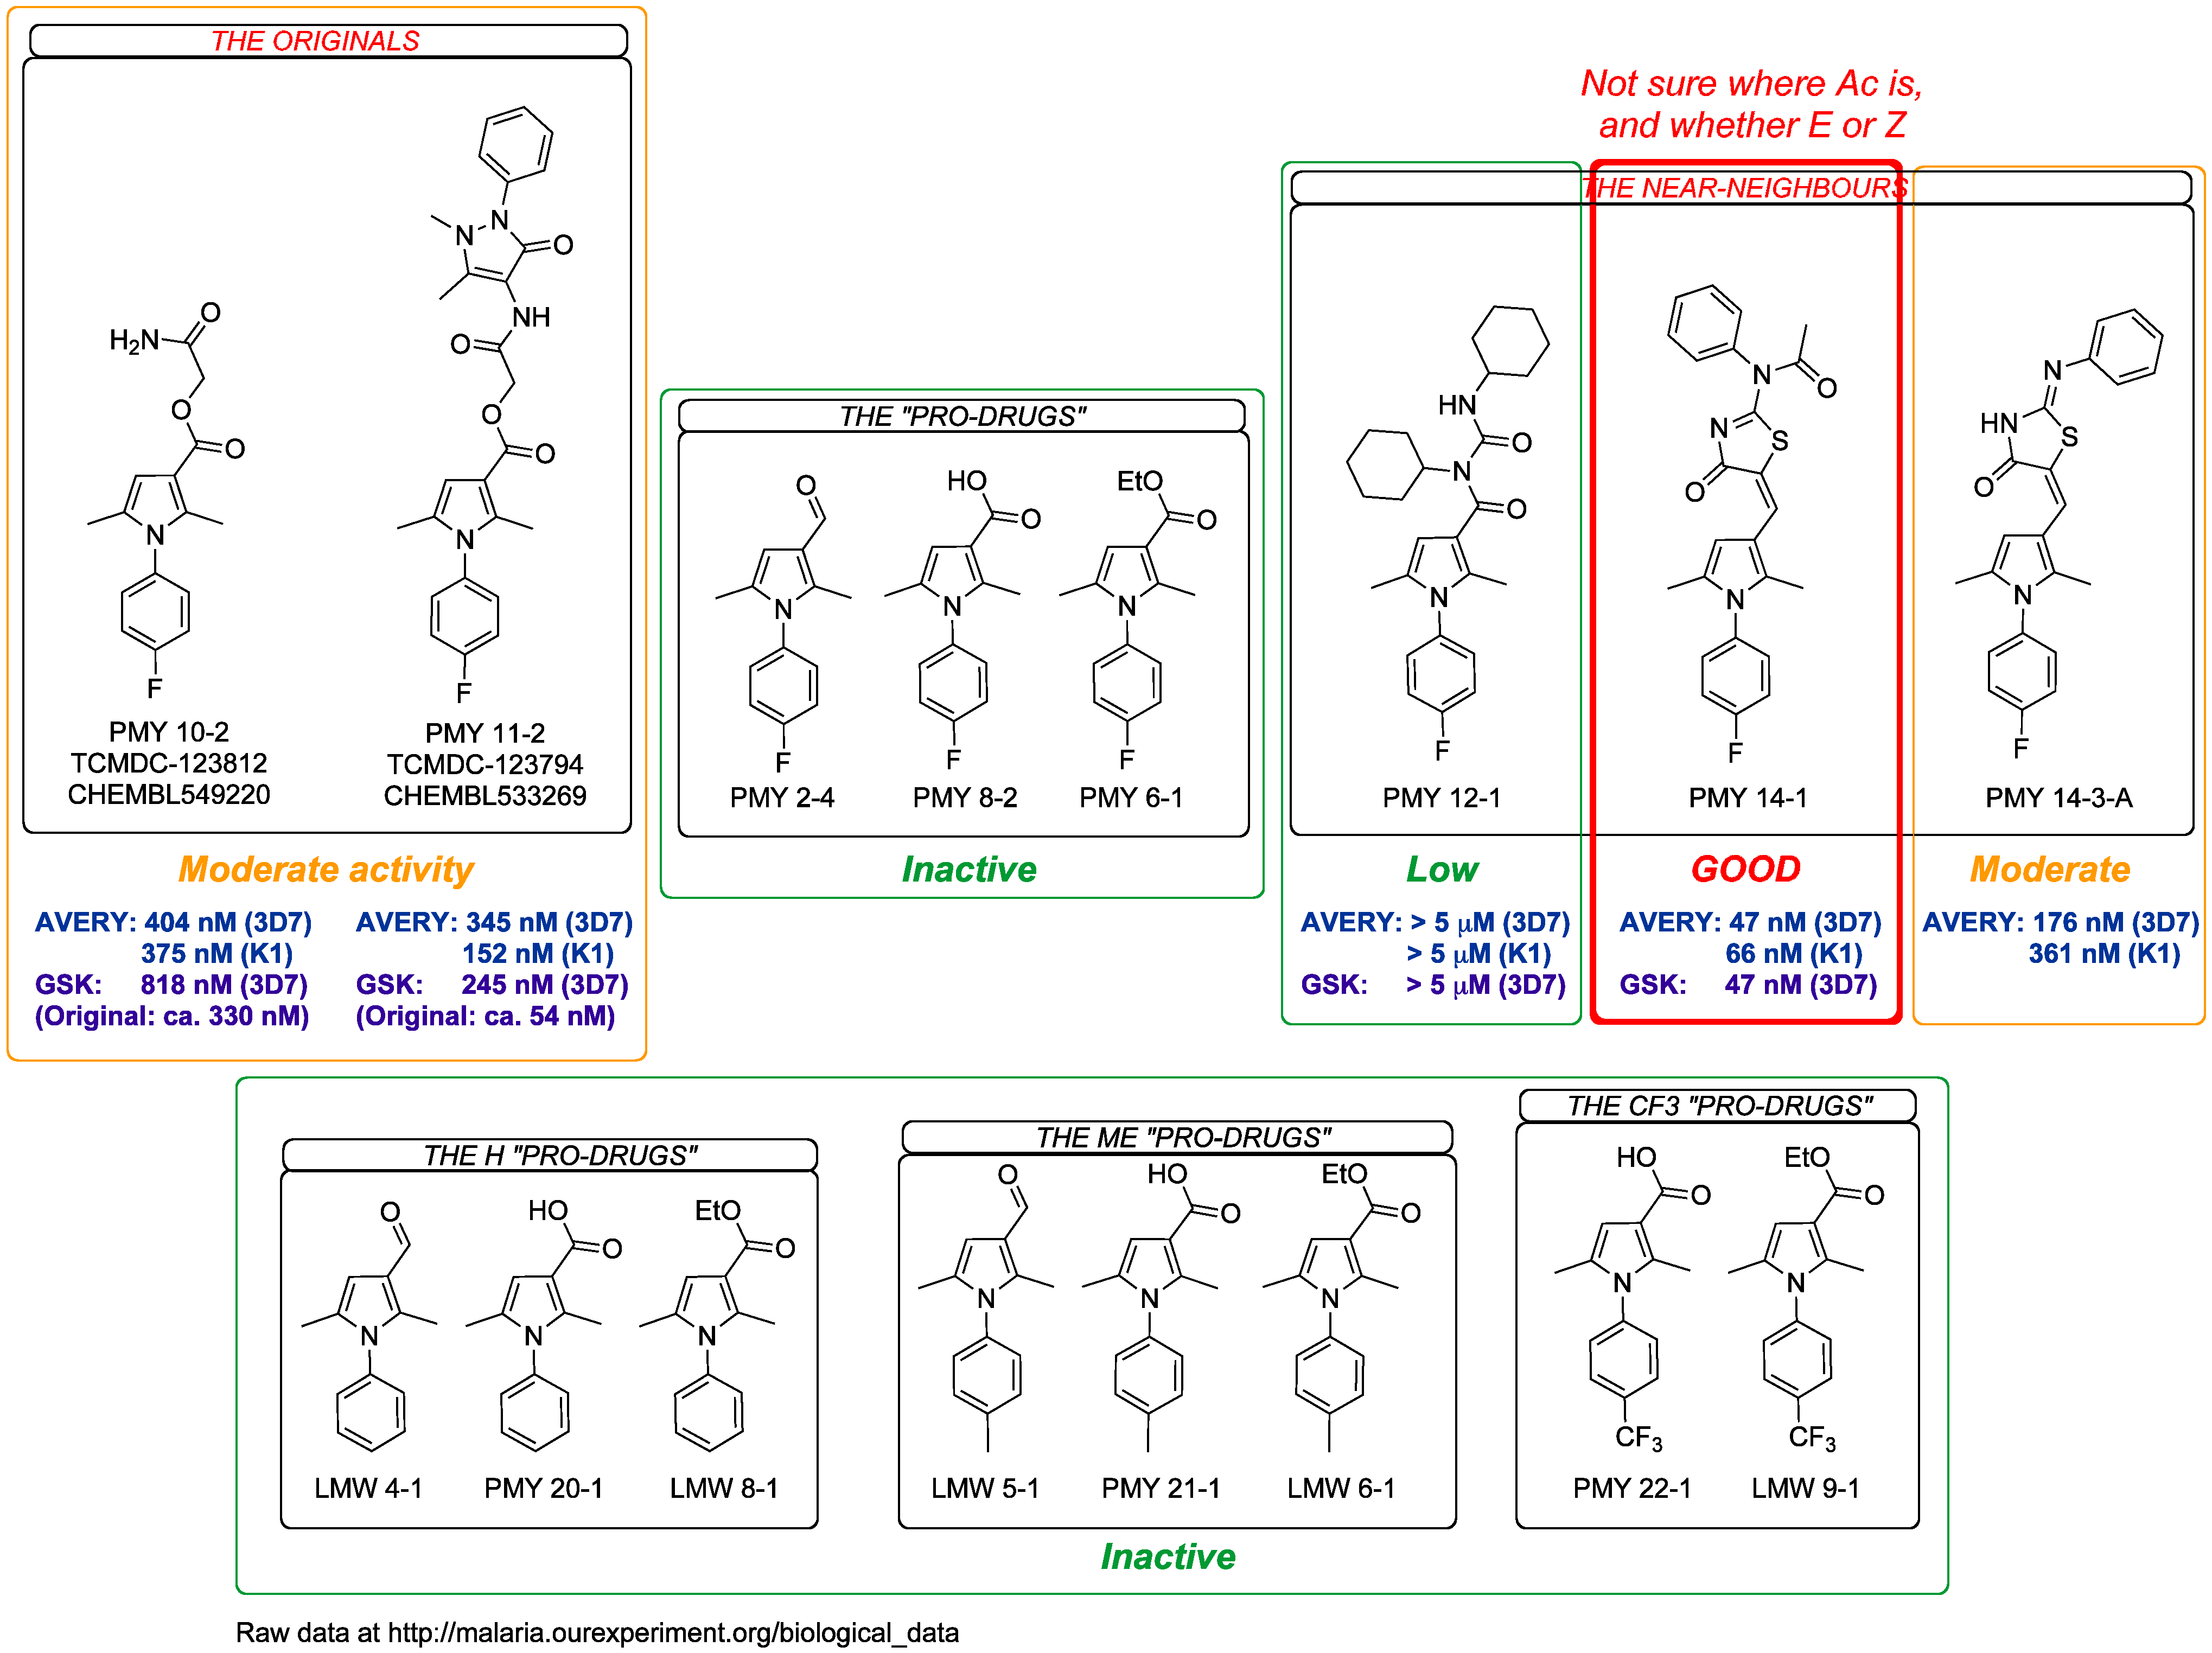 THE ORIGINALS
H2N
O
O
O
N
F
PMY 10-2
TCMDC-123812
CHEMBL549220
N
N
O
NH
O
O
O
N
F
PMY 11-2
TCMDC-123794
CHEMBL533269
Moderate activity
AVERY: 404 nM (3D7)
375 nM (K1)
GSK: 818 nM (3D7)
(Original: ca. 330 nM)
AVERY: 345 nM (3D7)
152 nM (K1)
GSK: 245 nM (3D7)
(Original: ca. 54 nM)
THE "PRO-DRUGS"
O
N
F
PMY 2-4
HO
O
N
F
PMY 8-2
EtO
O
N
F
PMY 6-1
Inactive
Not sure where Ac is,
and whether E or Z
THE NEAR-NEIGHBOURS
HN
O
N
O
N
F
PMY 12-1
N
O
N
S
O
N
F
PMY 14-1
N
HN
S
O
N
F
PMY 14-3-A
Low
AVERY: > 5 μM (3D7)
> 5 μM (K1)
GSK: > 5 μM (3D7)
GOOD
AVERY: 47 nM (3D7)
66 nM (K1)
GSK: 47 nM (3D7)
Moderate
AVERY: 176 nM (3D7)
361 nM (K1)
THE H "PRO-DRUGS"
O
N
LMW 4-1
HO
O
N
PMY 20-1
EtO
O
N
LMW 8-1
THE ME "PRO-DRUGS"
O
N
LMW 5-1
HO
O
N
PMY 21-1
EtO
O
N
LMW 6-1
THE CF3 "PRO-DRUGS"
HO
O
N
CF3
PMY 22-1
EtO
O
N
CF3
LMW 9-1
Inactive
Raw data at http://malaria.ourexperiment.org/biological_data